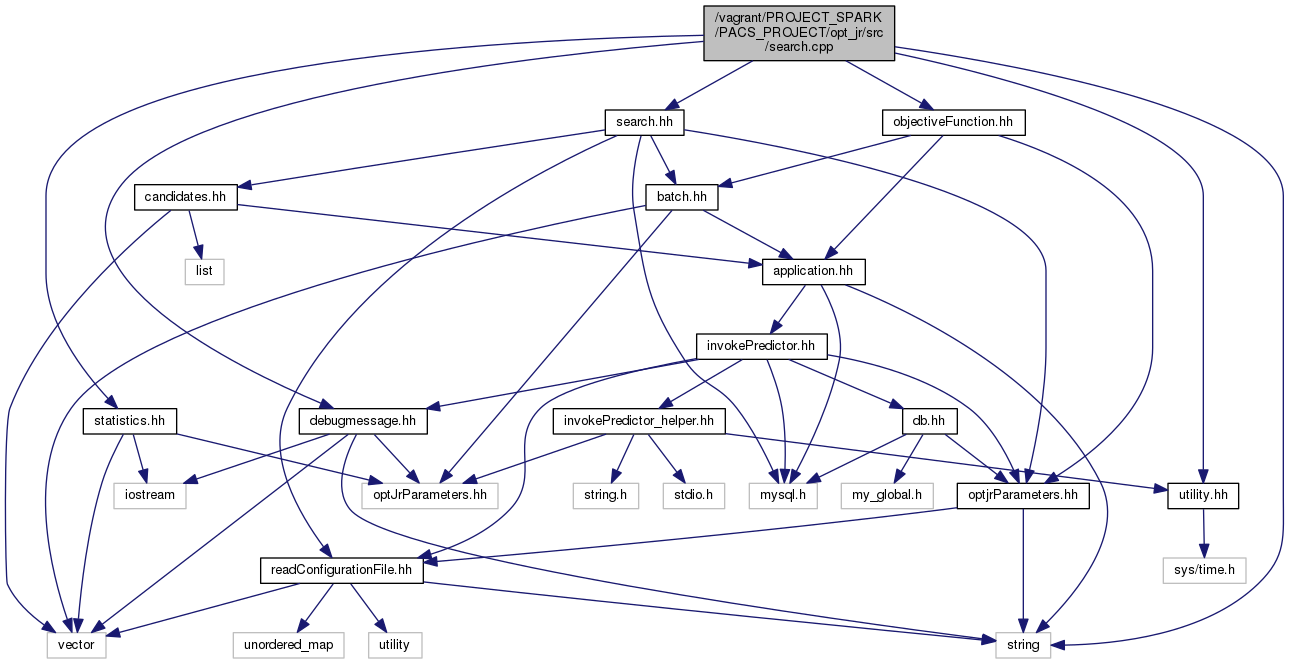 /vagrant/PROJECT_SPARK
/PACS_PROJECT/opt_jr/src
/search.cpp
search.hh
objectiveFunction.hh
candidates.hh
batch.hh
list
application.hh
invokePredictor.hh
statistics.hh
debugmessage.hh
invokePredictor_helper.hh
db.hh
iostream
optJrParameters.hh
string.h
stdio.h
mysql.h
my_global.h
optjrParameters.hh
utility.hh
readConfigurationFile.hh
sys/time.h
vector
unordered_map
utility
string